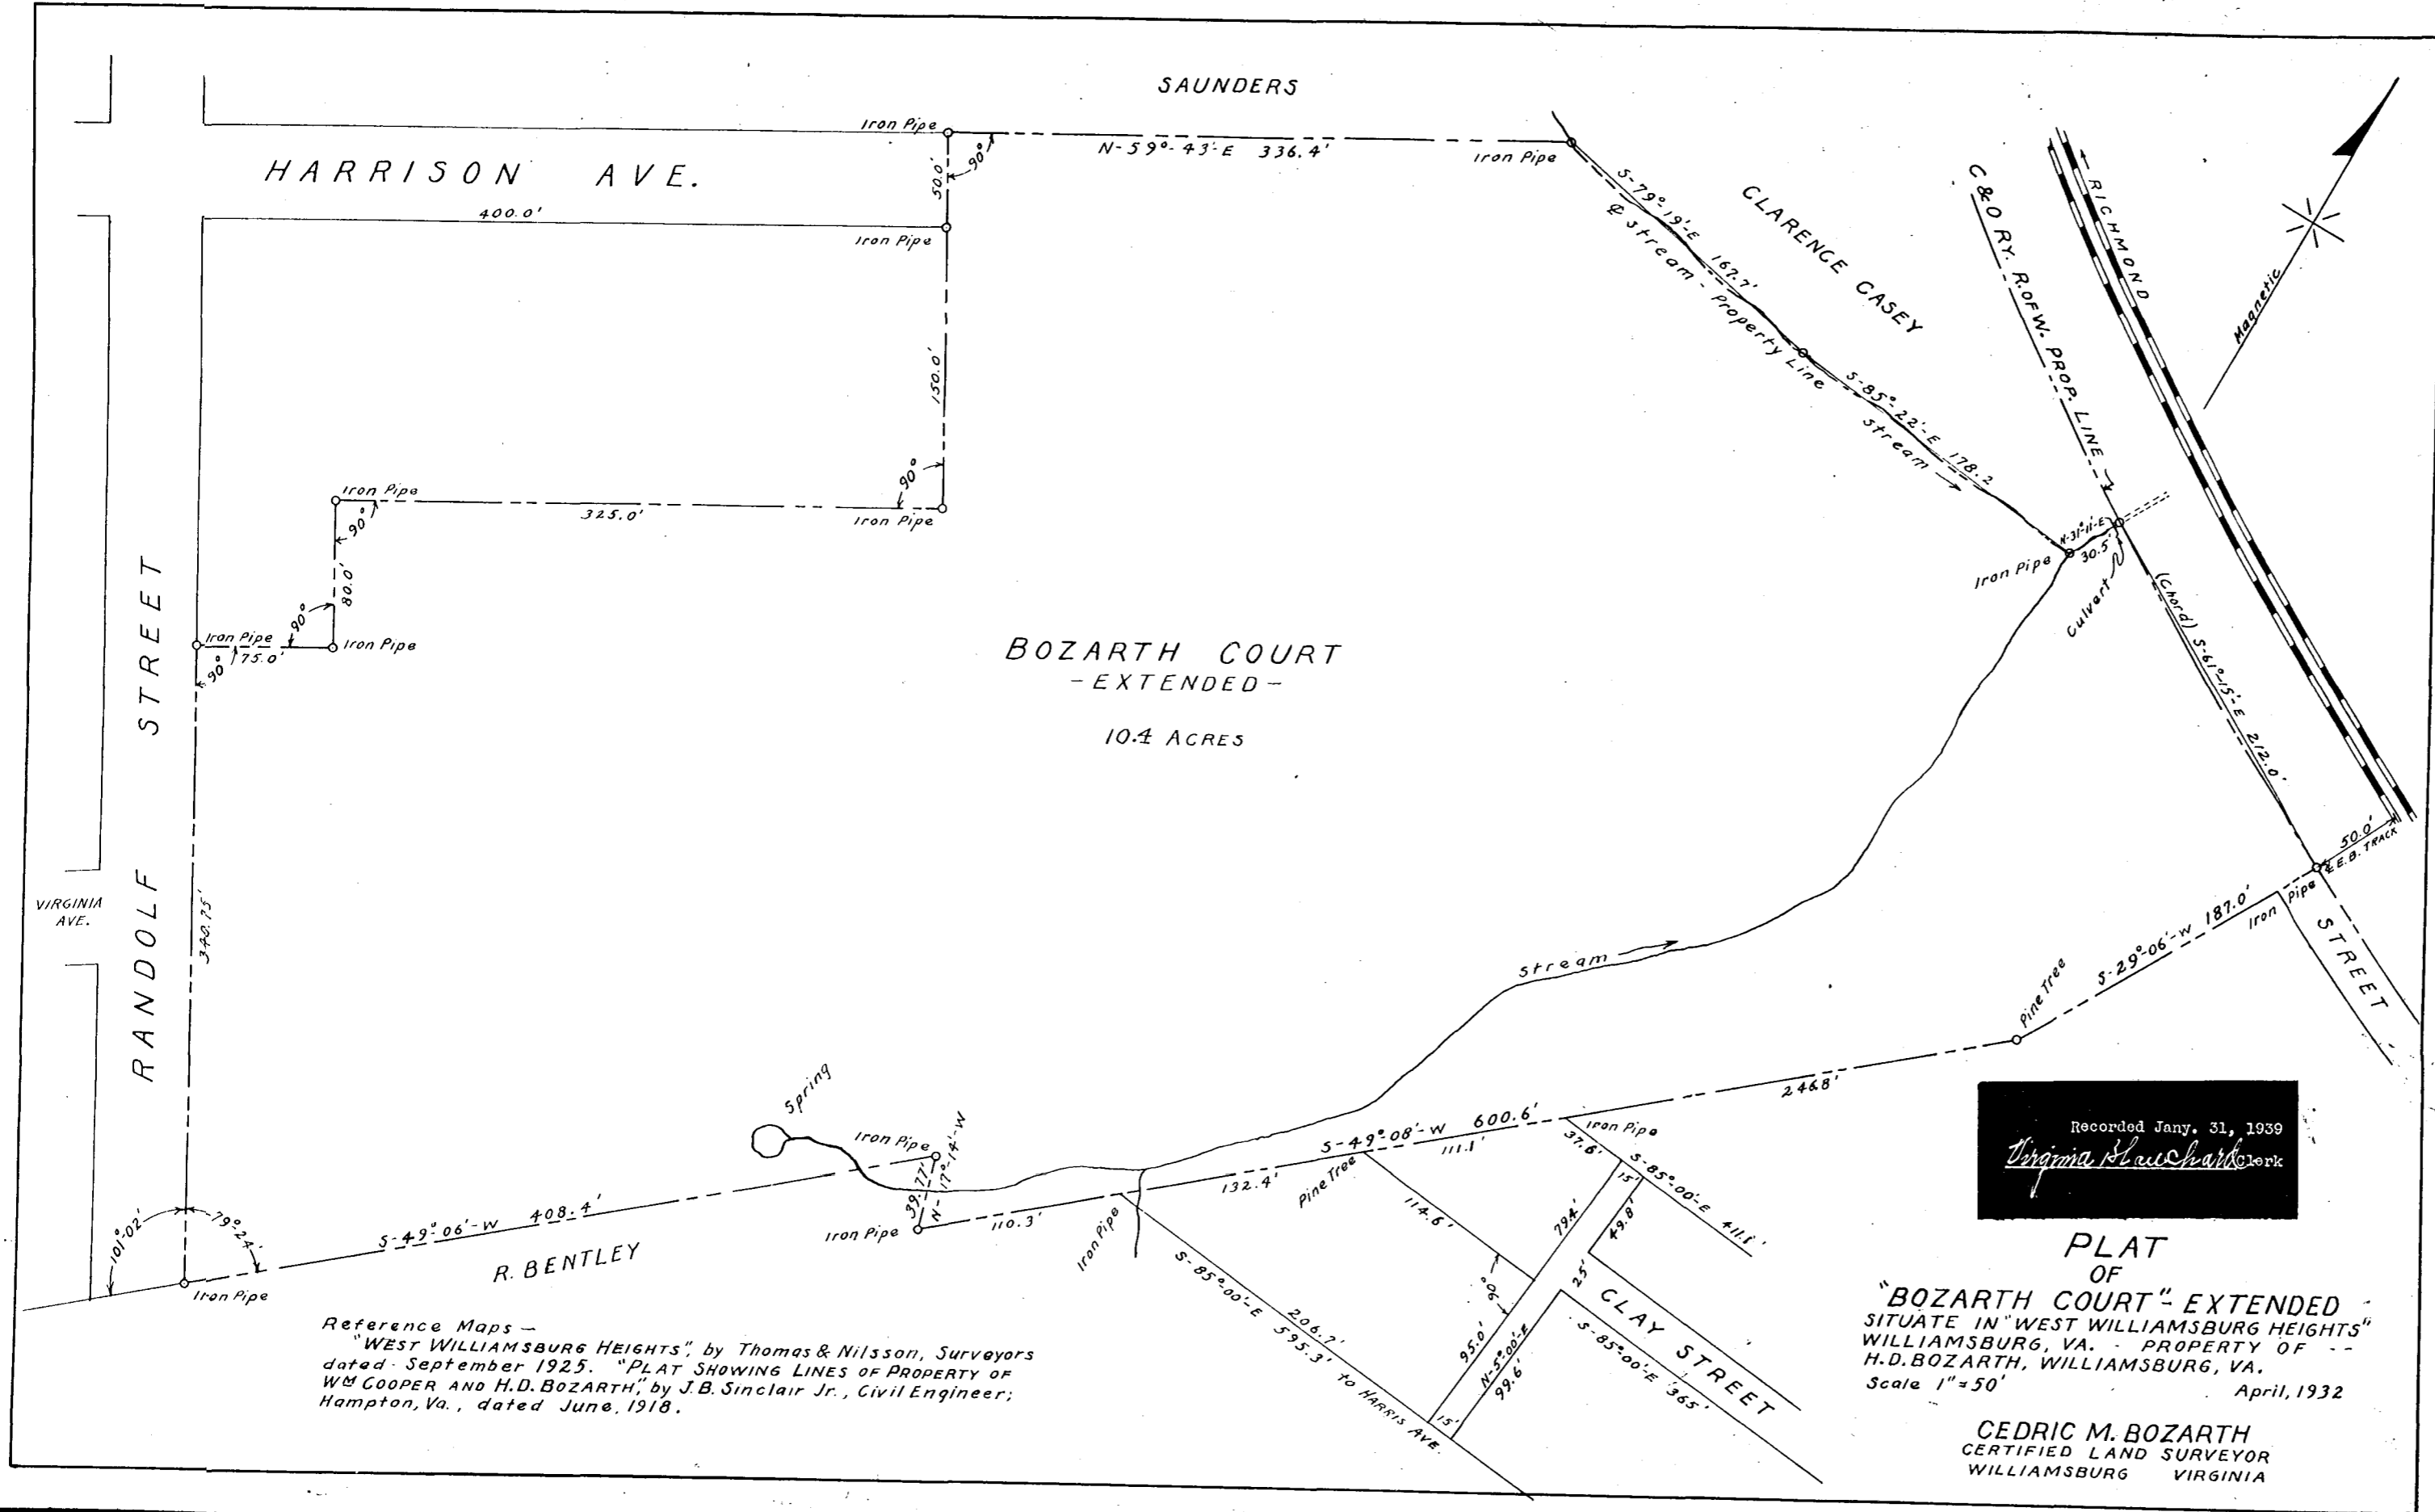 SAUNDERS
Iron Pipe
HARRISON AVE.
400.0'
50.0'
90°
N-59°-43'-E 336.4'
Iron Pipe
Iron Pipe
150.0'
90°
Iron Pipe
325.0'
Iron Pipe
90°
80.0'
90°
Iron Pipe
75.0'
90°
Iron Pipe
RANDOLF STREET
340.75'
VIRGINIA
AVE.
S-79°-19'-E 167.7'
℄ Stream - Property Line
CLARENCE CASEY
S-85°-22'-E 178.2
Stream
C & O RY. R. OF W. PROP. LINE
RICHMOND
Magnetic
N-31°-11'-E
30.5'
Iron Pipe
Culvert
(Chord) S-61°-15'-E 212.0'
50.0'
℄ E.B. TRACK
Iron Pipe
STREET
S-29°-06'-W 187.0'
Pine Tree
BOZARTH COURT
-EXTENDED-
10.4 ACRES
Stream
Spring
Iron Pipe
39.77'
N-17°-14'-W
Iron Pipe
S-49°-06'-W 408.4'
R. BENTLEY
101°-02'
79°-24'
Iron Pipe
110.3'
132.4'
S-49°-08'-W 600.6'
111.1'
246.8'
Iron Pipe
Pine Tree
Iron Pipe
37.6'
15'
S-85°-00'-E 411.1'
114.6'
79.4'
49.8'
90°
25'
95.0'
N-5°-00'-E
99.6'
15'
CLAY STREET
S-85°-00'-E 365'
206.7'
S-85°-00'-E 595.3' to HARRIS AVE.
Reference Maps —
"WEST WILLIAMSBURG HEIGHTS", by Thomas & Nilsson, Surveyors
dated - September 1925. "PLAT SHOWING LINES OF PROPERTY OF
WM COOPER AND H.D. BOZARTH," by J.B. Sinclair Jr., Civil Engineer;
Hampton, Va., dated June, 1918.
Recorded Jany. 31, 1939
Virginia Blanchard Clerk
PLAT
OF
"BOZARTH COURT" - EXTENDED
SITUATE IN "WEST WILLIAMSBURG HEIGHTS"
WILLIAMSBURG, VA. - PROPERTY OF --
H.D. BOZARTH, WILLIAMSBURG, VA.
Scale 1"=50' April, 1932
CEDRIC M. BOZARTH
CERTIFIED LAND SURVEYOR
WILLIAMSBURG VIRGINIA